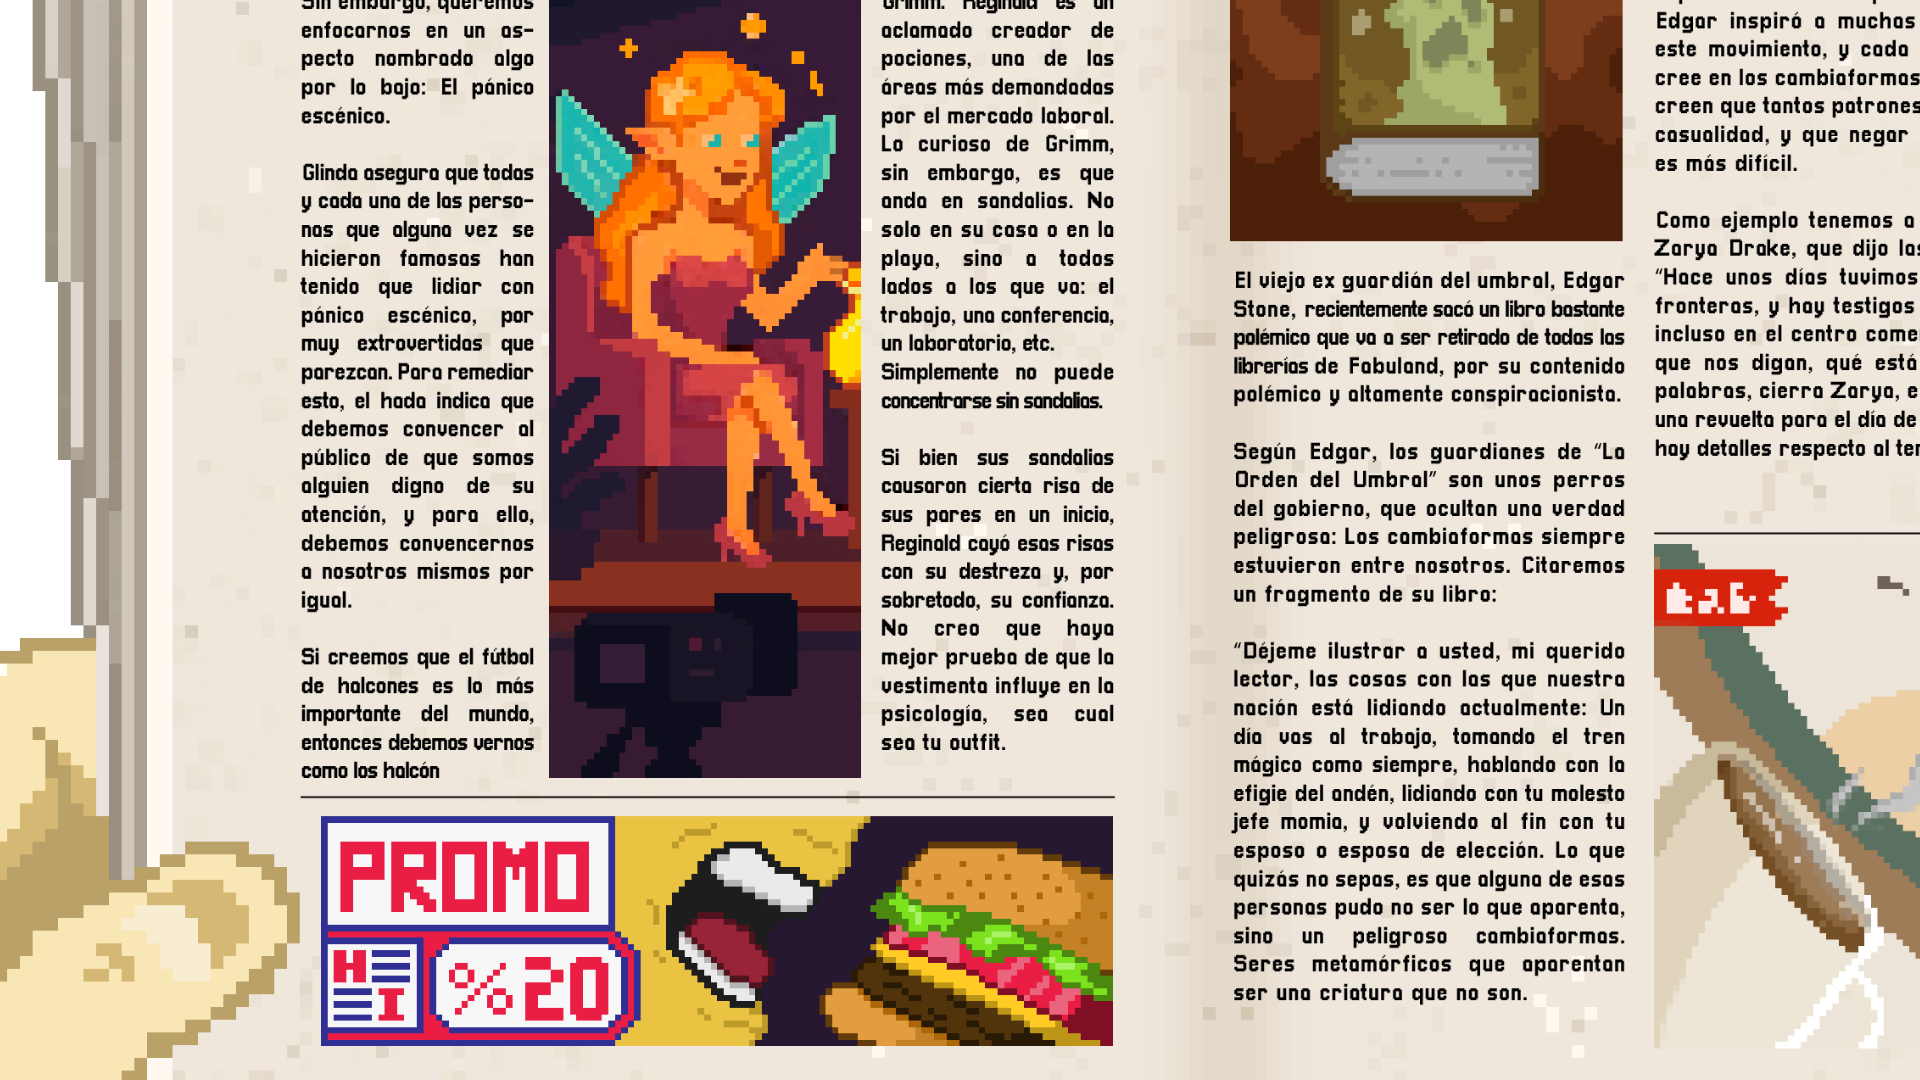 Sin embargo, queremos
enfocarnos en un as-
pecto nombrado algo
por lo bajo: El pánico
escénico.
Glinda asegura que todas
y cada una de las perso-
nas que alguna vez se
hicieron famosas han
tenido que lidiar con
pánico escénico, por
muy extrovertidas que
parezcan. Para remediar
esto, el hada indica que
debemos convencer al
público de que somos
alguien digno de su
atención, y para ello,
debemos convencernos
a nosotros mismos por
igual.
Si creemos que el fútbol
de halcones es lo más
importante del mundo,
entonces debemos vernos
como los halcón
Grimm. Reginald es un
aclamado creador de
pociones, una de las
áreas más demandadas
por el mercado laboral.
Lo curioso de Grimm,
sin embargo, es que
anda en sandalias. No
solo en su casa o en la
playa, sino a todos
lados a los que va: el
trabajo, una conferencia,
un laboratorio, etc.
Simplemente no puede
concentrarse sin sandalias.
Si bien sus sandalias
causaron cierta risa de
sus pares en un inicio,
Reginald cayó esas risas
con su destreza y, por
sobretodo, su confianza.
No creo que haya
mejor prueba de que la
vestimenta influye en la
psicología, sea cual
sea tu outfit.
PROMO
H
I
%20
El viejo ex guardián del umbral, Edgar
Stone, recientemente sacó un libro bastante
polémico que va a ser retirado de todas las
librerías de Fabuland, por su contenido
polémico y altamente conspiracionista.
Según Edgar, los guardianes de “La
Orden del Umbral” son unos perros
del gobierno, que ocultan una verdad
peligrosa: Los cambiaformas siempre
estuvieron entre nosotros. Citaremos
un fragmento de su libro:
“Déjeme ilustrar a usted, mi querido
lector, las cosas con las que nuestra
nación está lidiando actualmente: Un
día vas al trabajo, tomando el tren
mágico como siempre, hablando con la
efigie del andén, lidiando con tu molesto
jefe momia, y volviendo al fin con tu
esposo o esposa de elección. Lo que
quizás no sepas, es que alguna de esas
personas pudo no ser lo que aparenta,
sino un peligroso cambiaformas.
Seres metamórficos que aparentan
ser una criatura que no son.
Edgar inspiró a muchas
este movimiento, y cada
cree en los cambiaformas
creen que tantos patrones
casualidad, y que negar
es más difícil.
Como ejemplo tenemos a
Zarya Drake, que dijo las
“Hace unos días tuvimos
fronteras, y hay testigos
incluso en el centro comer
que nos digan, qué está
palabras, cierra Zarya, e
una revuelta para el día de
hay detalles respecto al ter